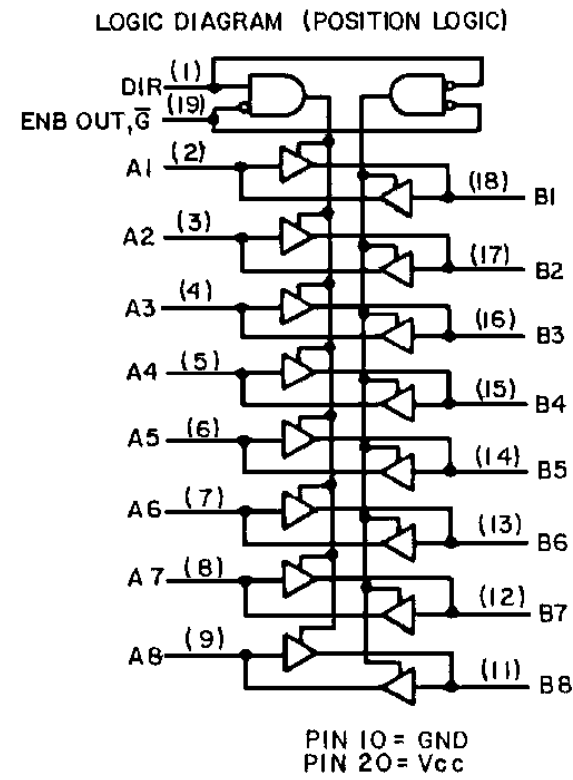 LOGIC DIAGRAM (POSITION LOGIC)
DIR (1)
ENB OUT, G̅ (19)
A1 (2)
(18) B1
A2 (3)
(17) B2
A3 (4)
(16) B3
A4 (5)
(15) B4
A5 (6)
(14) B5
A6 (7)
(13) B6
A7 (8)
(12) B7
A8 (9)
(11) B8
PIN 10 = GND
PIN 20 = Vcc